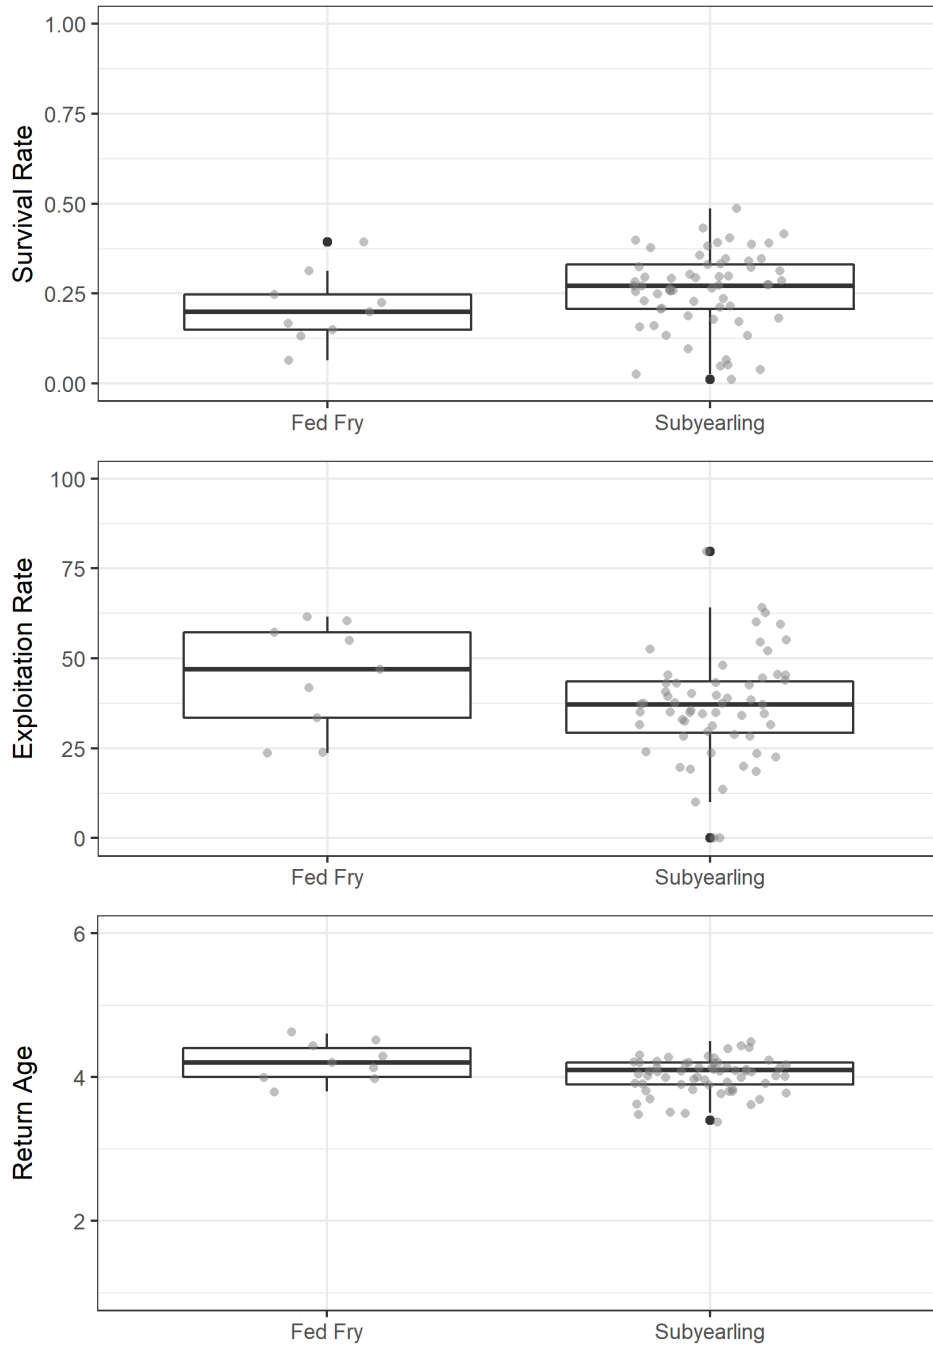 Survival Rate
1.00
0.75
0.50
0.25
0.00
Fed Fry Subyearling
Exploitation Rate
100
75
50
25
0
Fed Fry Subyearling
Return Age
6
4
2
Fed Fry Subyearling